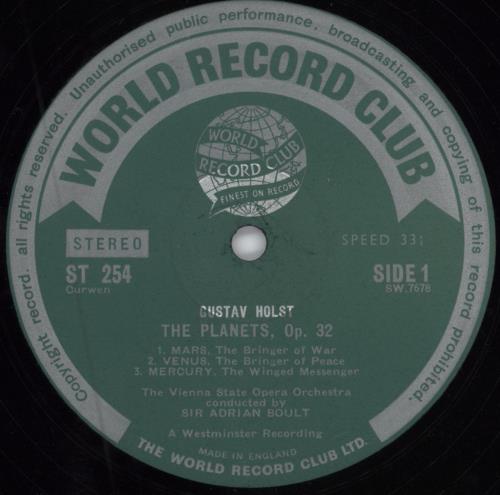 Copyright record. all rights reserved. Unauthorised public performance, broadcasting and copying of this record prohibited.
WORLD RECORD CLUB
WORLD
RECORD CLUB
FINEST ON RECORD
STEREO
SPEED 33⅓
ST 254
SIDE 1
Curwen
SW.7678
GUSTAV HOLST
THE PLANETS, Op. 32
1. MARS, The Bringer of War
2. VENUS, The Bringer of Peace
3. MERCURY, The Winged Messenger
The Vienna State Opera Orchestra
conducted by
SIR ADRIAN BOULT
A Westminster Recording
MADE IN ENGLAND
THE WORLD RECORD CLUB LTD.